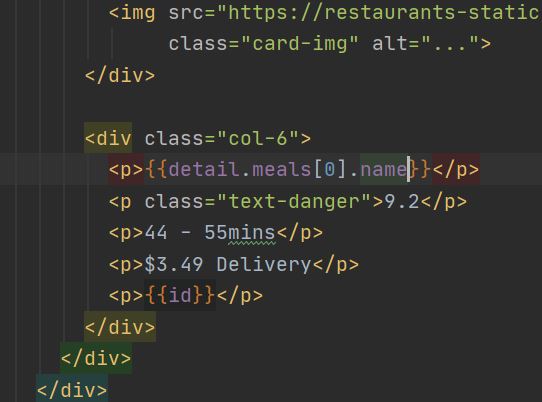 <img src="https://restaurants-static
class="card-img" alt="...">
</div>
<div class="col-6">
<p>{{detail.meals[0].name}}</p>
<p class="text-danger">9.2</p>
<p>44 - 55mins</p>
<p>$3.49 Delivery</p>
<p>{{id}}</p>
</div>
</div>
</div>